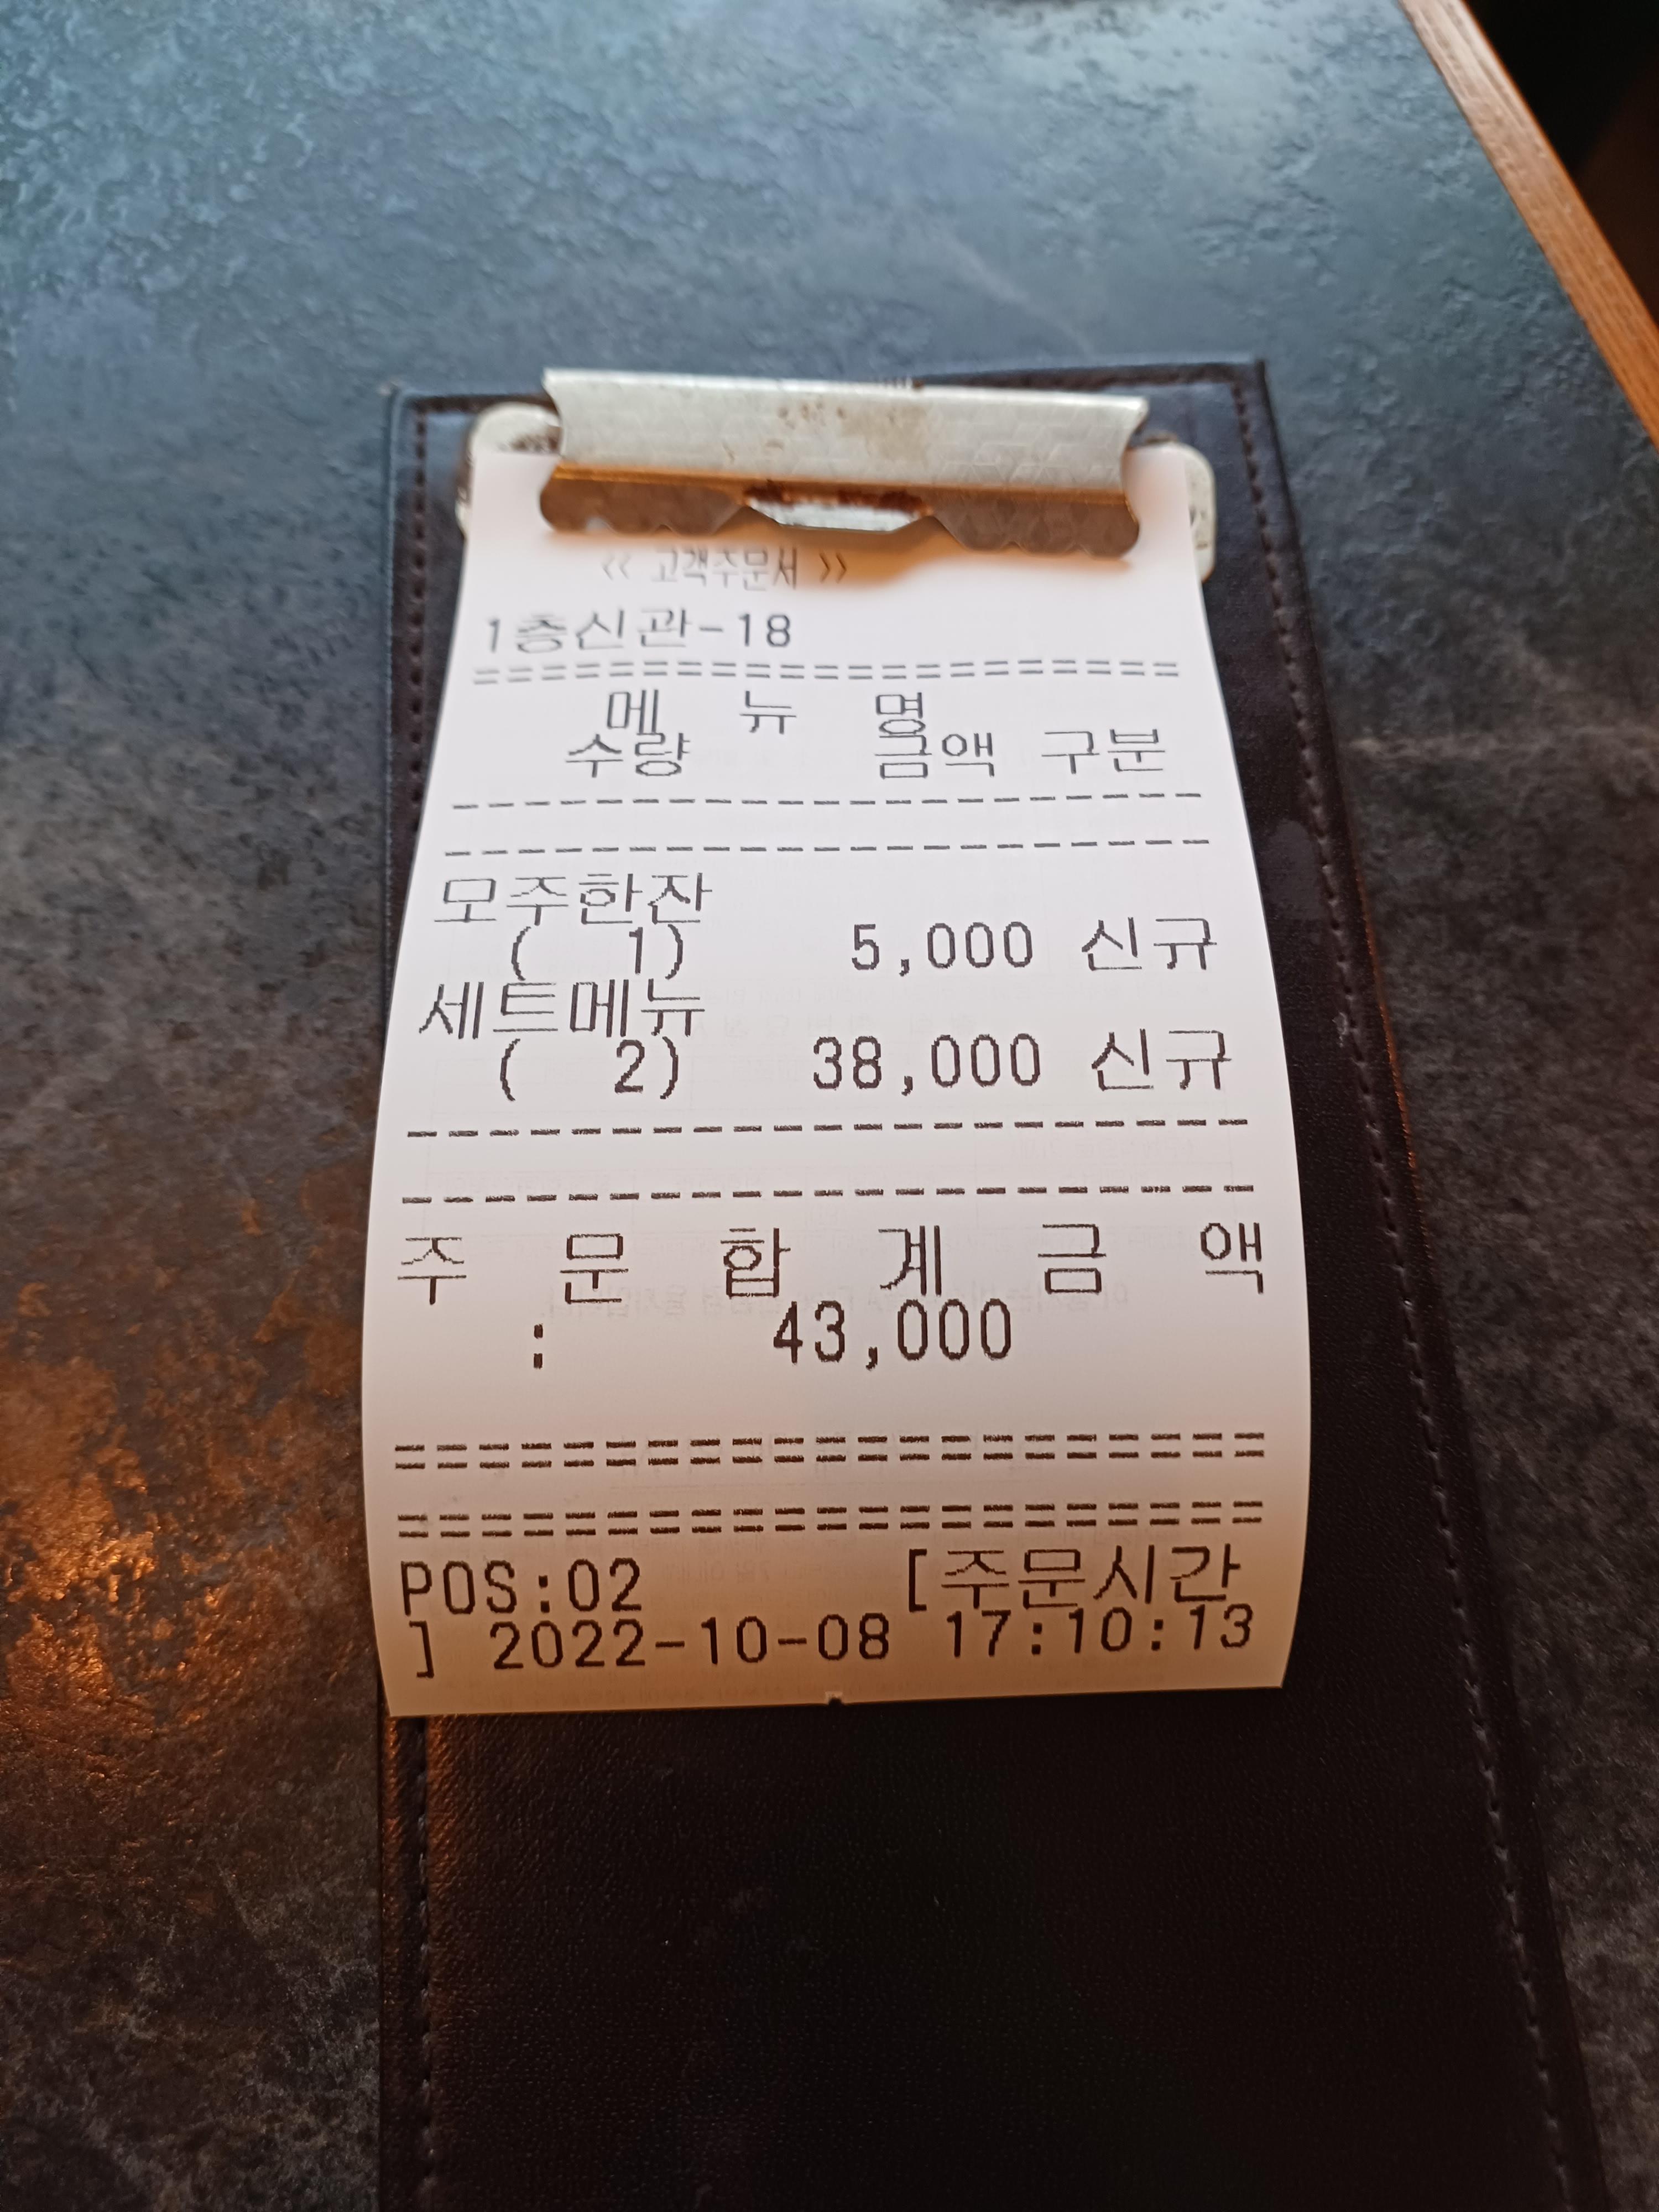 << 고객주문서 >>
1층신관-18
====================
메 뉴 명
수량 금액 구분
--------------------
--------------------
모주한잔
( 1) 5,000 신규
세트메뉴
( 2) 38,000 신규
---------------------
---------------------
주 문 합 계 금 액
: 43,000
=====================
=====================
POS:02 [주문시간
] 2022-10-08 17:10:13